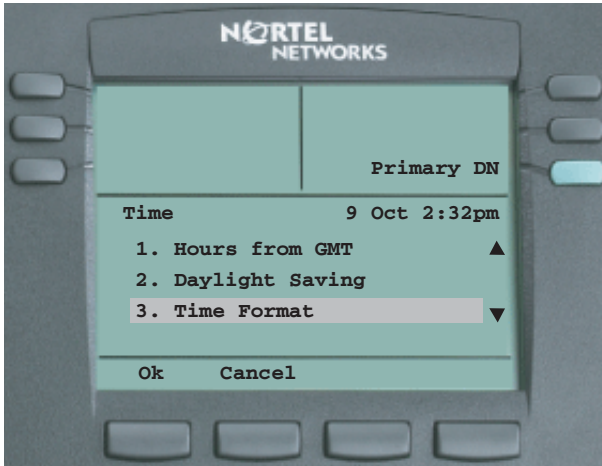 NORTEL
NETWORKS
Primary DN
Time 9 Oct 2:32pm
1. Hours from GMT
2. Daylight Saving
3. Time Format
Ok Cancel